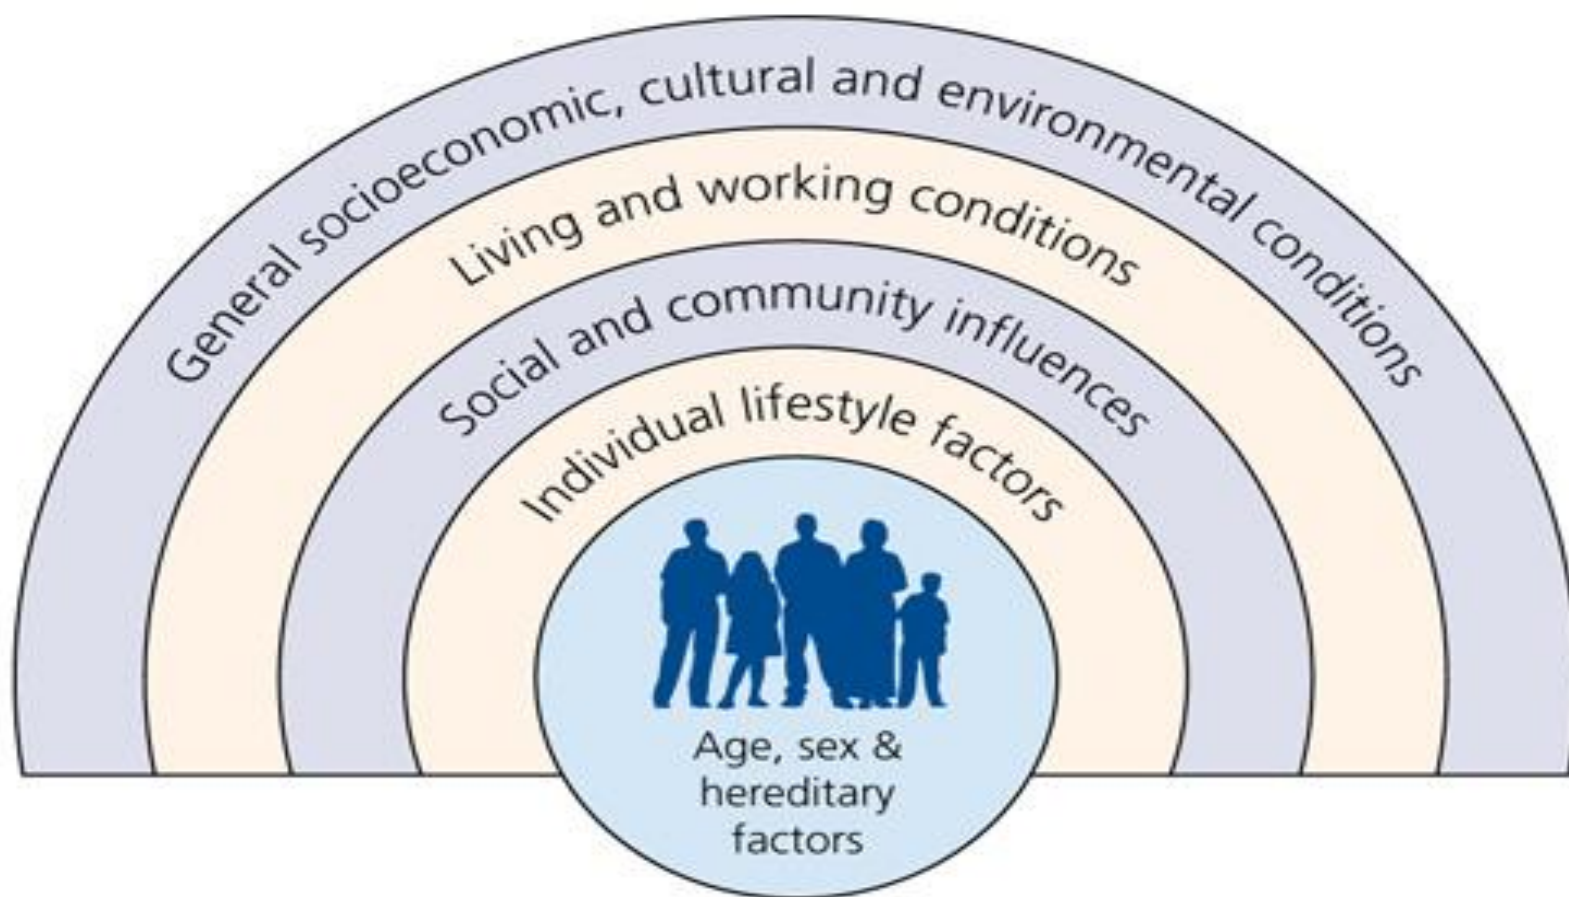 General socioeconomic, cultural and environmental conditions
Living and working conditions
Social and community influences
Individual lifestyle factors
Age, sex &
hereditary
factors